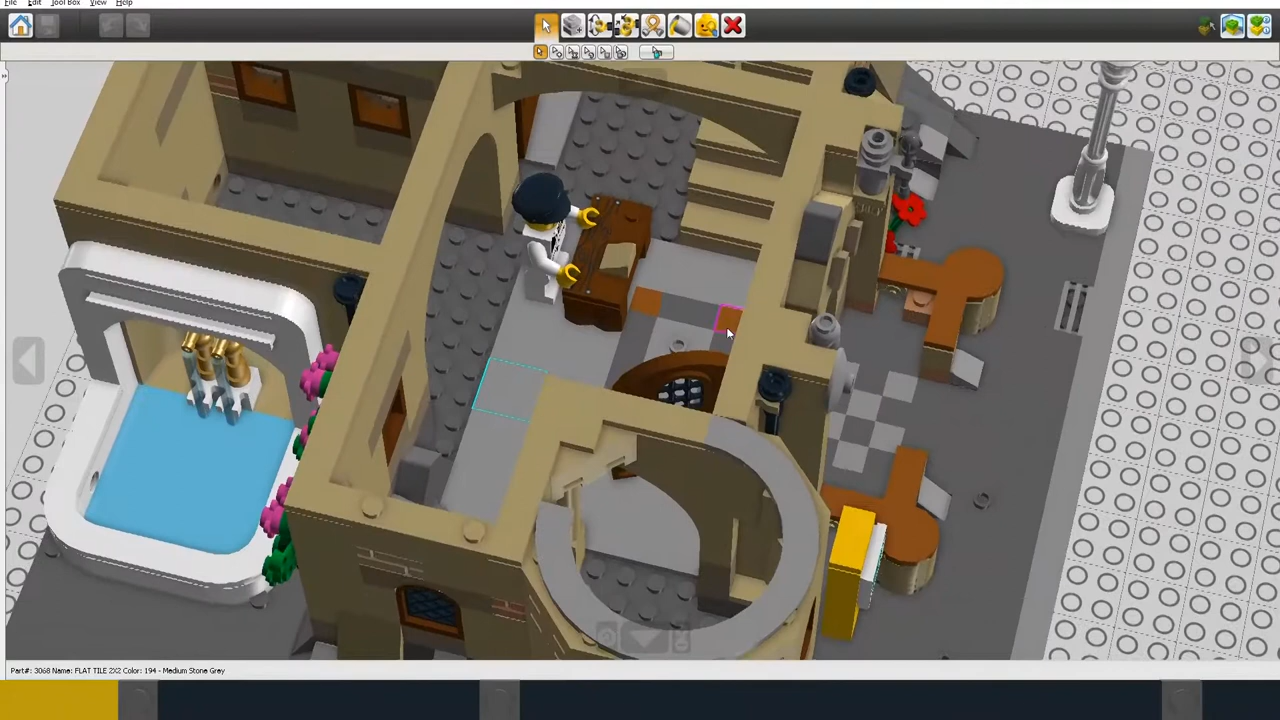 File Edit Tool Box View Help
Part#: 3068 Name: FLAT TILE 2X2 Color: 194 - Medium Stone Grey